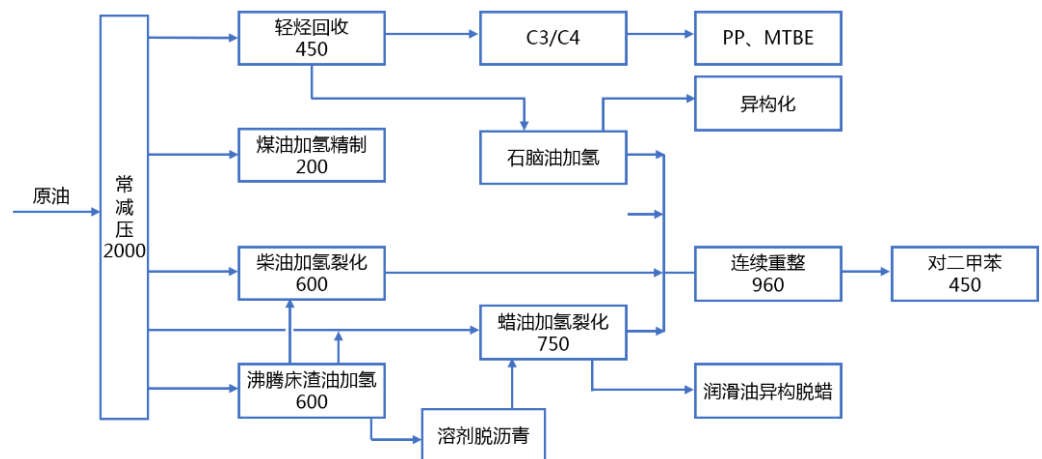 轻烃回收
450
C3/C4
PP、MTBE
异构化
煤油加氢精制
200
石脑油加氢
原油
常
减
压
2000
柴油加氢裂化
600
连续重整
960
对二甲苯
450
蜡油加氢裂化
750
沸腾床渣油加氢
600
润滑油异构脱蜡
溶剂脱沥青